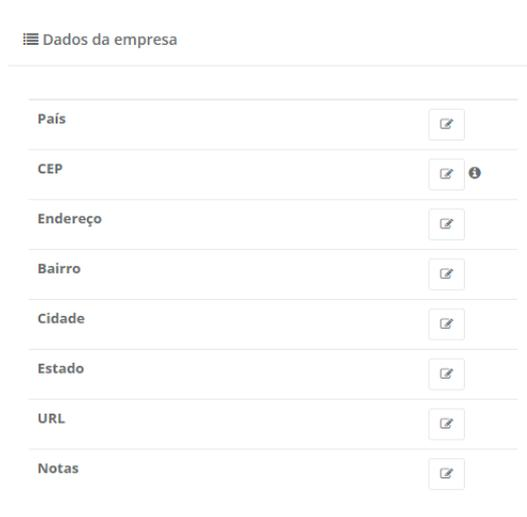 Dados da empresa
País
CEP
Endereço
Bairro
Cidade
Estado
URL
Notas